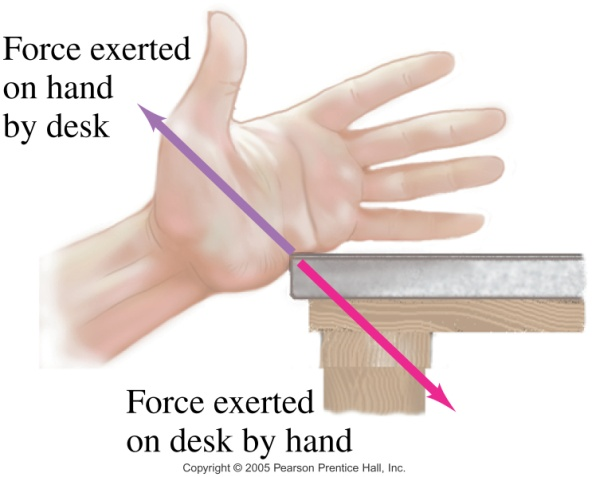 Force exerted
on hand
by desk
Force exerted
on desk by hand
Copyright © 2005 Pearson Prentice Hall, Inc.